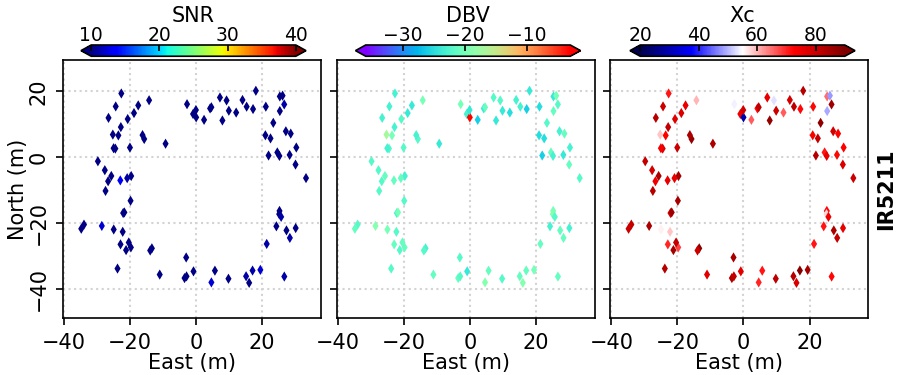 SNR DBV Xc
10 20 30 40 −30 −20 −10 20 40 60 80
20
0
−20
−40
North (m)
IR5211
−40 −20 0 20 −40 −20 0 20 −40 −20 0 20
East (m) East (m) East (m)